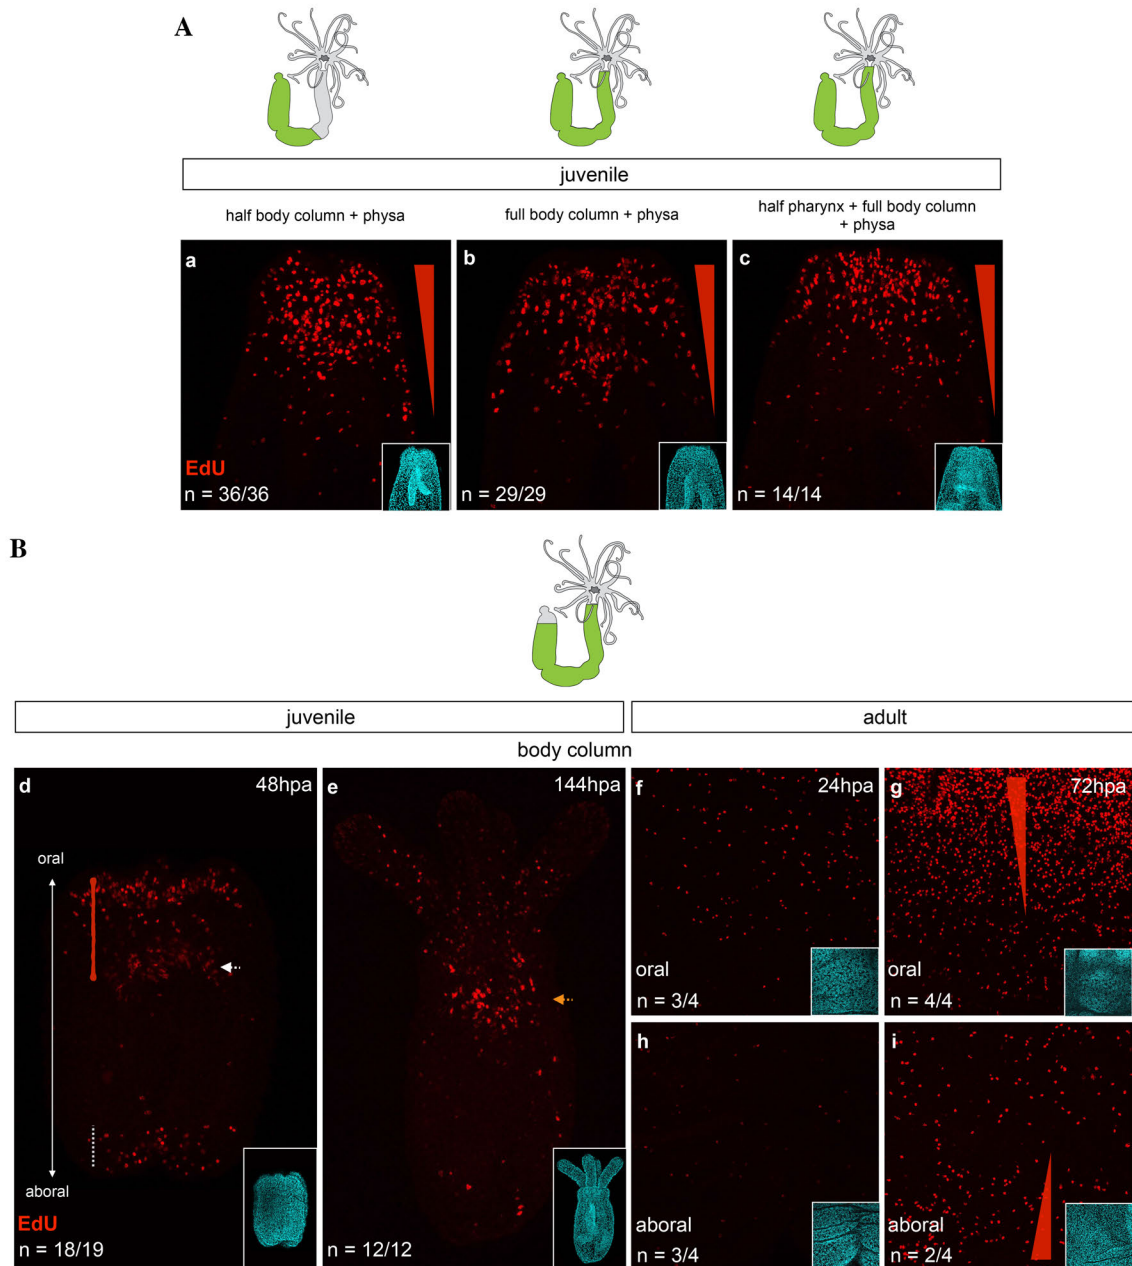 A
juvenile
half body column + physa
full body column + physa
half pharynx + full body column
+ physa
a
b
c
EdU
n = 36/36
n = 29/29
n = 14/14
B
juvenile
adult
body column
d
48hpa
e
144hpa
f
24hpa
g
72hpa
oral
oral
n = 3/4
oral
n = 4/4
h
i
aboral
EdU
n = 18/19
n = 12/12
aboral
n = 3/4
aboral
n = 2/4